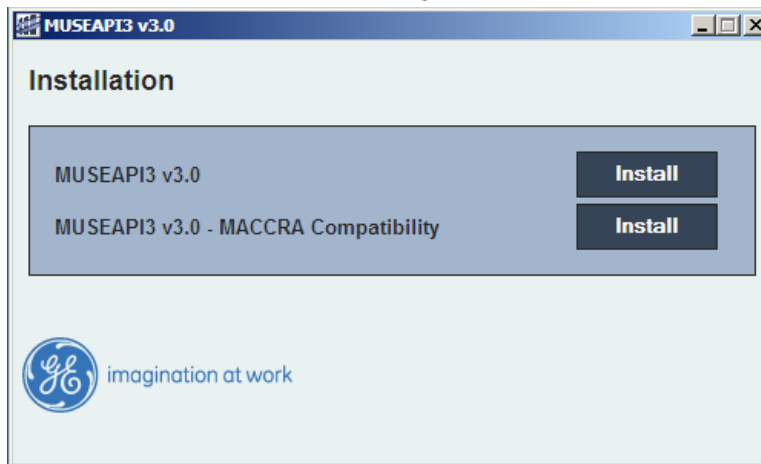 MUSEAPI3 v3.0
Installation
MUSEAPI3 v3.0 Install
MUSEAPI3 v3.0 - MACCRA Compatibility Install
GE imagination at work